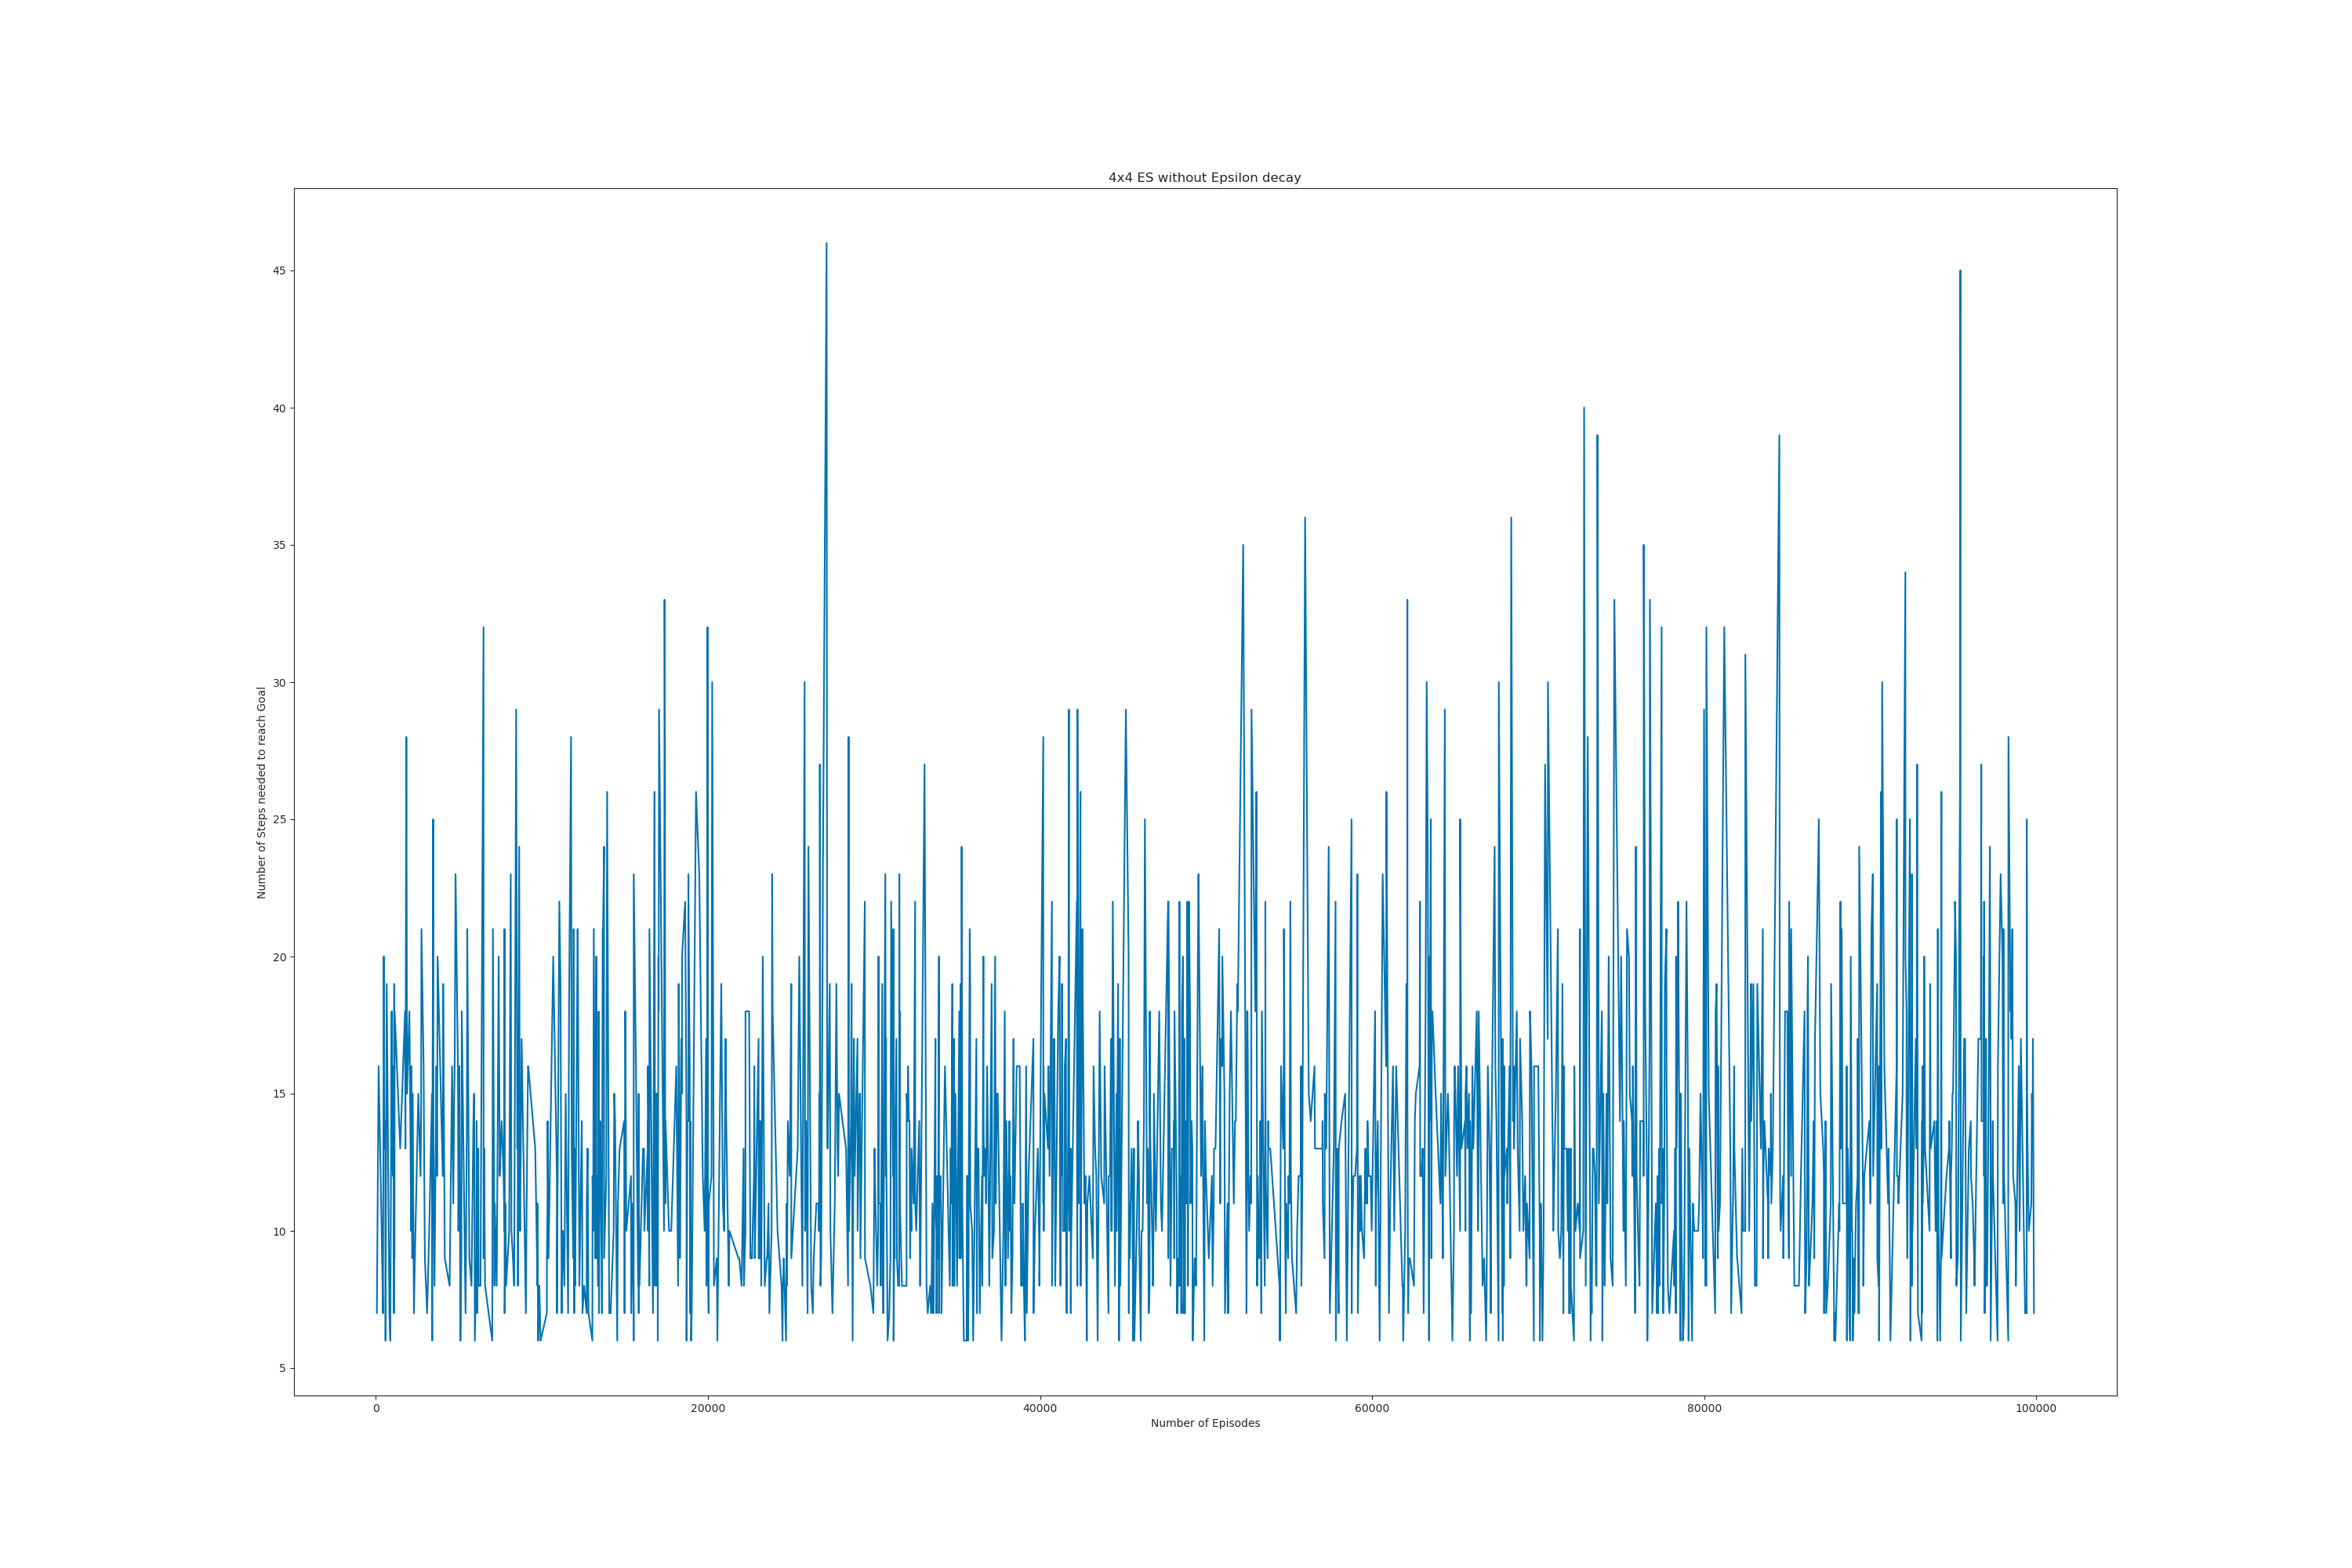 4x4 ES without Epsilon decay
45
40
35
30
25
20
15
10
5
Number of Steps needed to reach Goal
0 20000 40000 60000 80000 100000
Number of Episodes